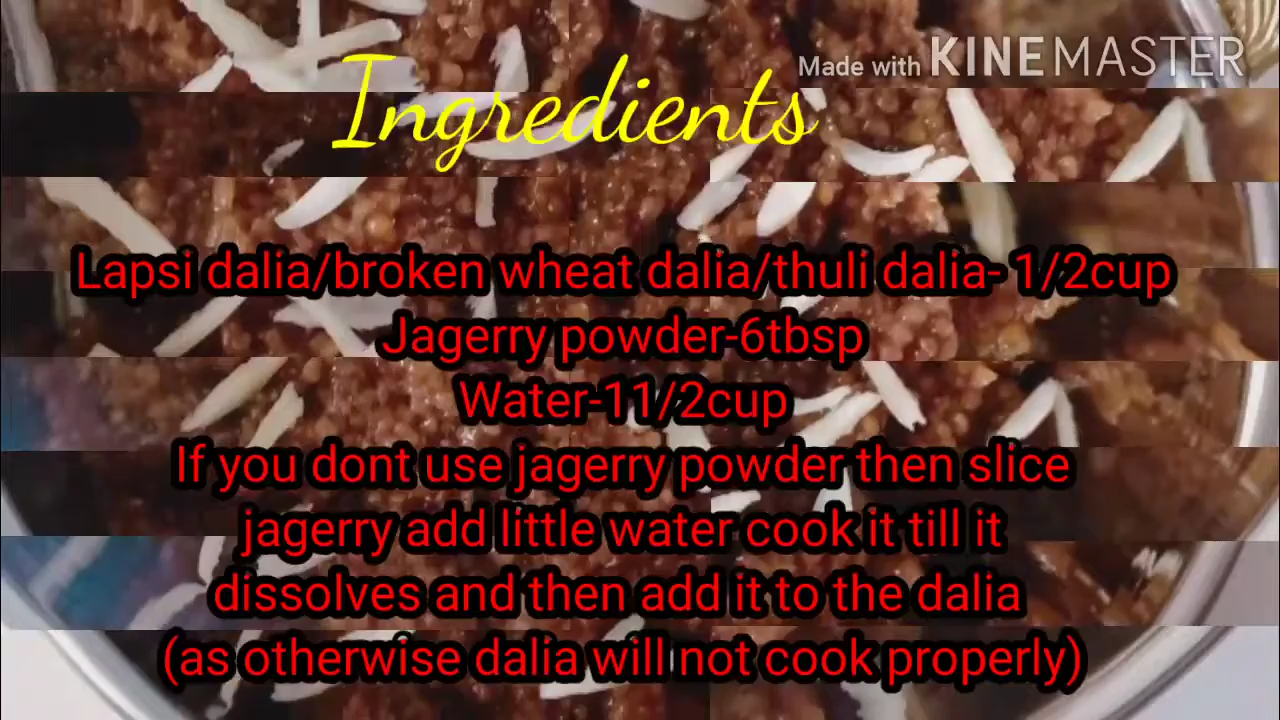 Made with KINEMASTER
Ingredients
Lapsi dalia/broken wheat dalia/thuli dalia- 1/2cup
Jagerry powder-6tbsp
Water-11/2cup
If you dont use jagerry powder then slice
jagerry add little water cook it till it
dissolves and then add it to the dalia
(as otherwise dalia will not cook properly)